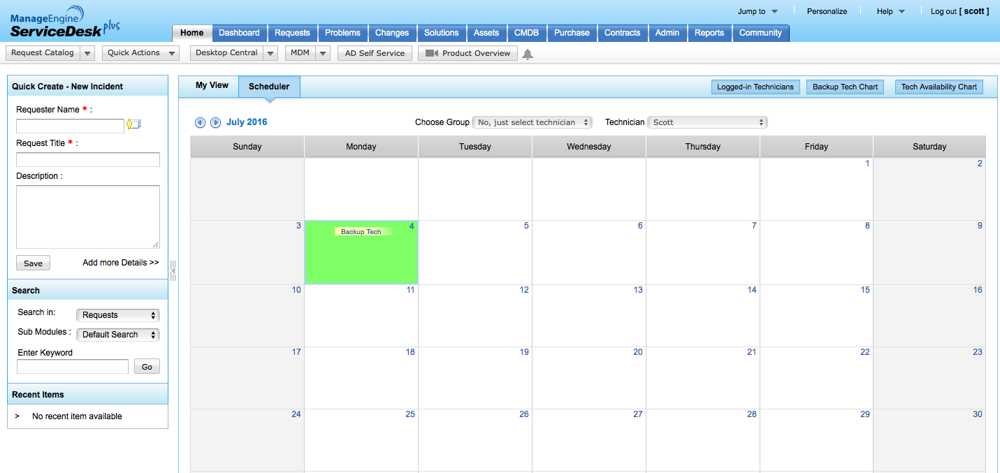 ManageEngine
ServiceDesk plus
Jump to Personalize Help Log out [ scott ]
Home Dashboard Requests Problems Changes Solutions Assets CMDB Purchase Contracts Admin Reports Community
Request Catalog Quick Actions Desktop Central MDM AD Self Service Product Overview
Quick Create - New Incident
Requester Name * :
Request Title * :
Description :
Save Add more Details >>
Search
Search in: Requests
Sub Modules : Default Search
Enter Keyword
Go
Recent Items
> No recent item available
My View Scheduler Logged-in Technicians Backup Tech Chart Tech Availability Chart
July 2016 Choose Group No, just select technician Technician Scott
Sunday Monday Tuesday Wednesday Thursday Friday Saturday
1 2
3 4 5 6 7 8 9
Backup Tech
10 11 12 13 14 15 16
17 18 19 20 21 22 23
24 25 26 27 28 29 30